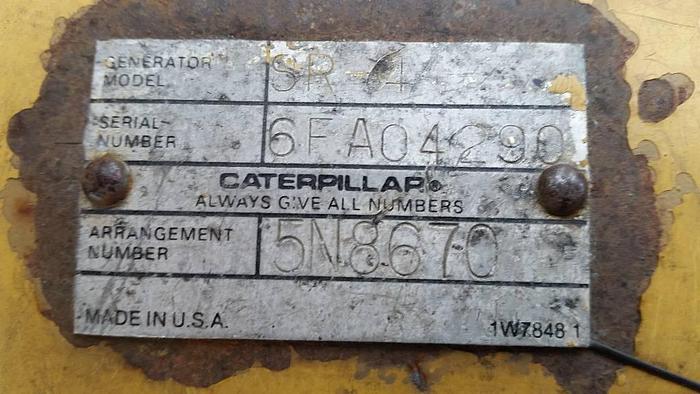 GENERATOR MODEL SR 4
SERIAL NUMBER 6FA04290
CATERPILLAR®
ALWAYS GIVE ALL NUMBERS
ARRANGEMENT NUMBER 5N8670
MADE IN U.S.A. 1W7848 1